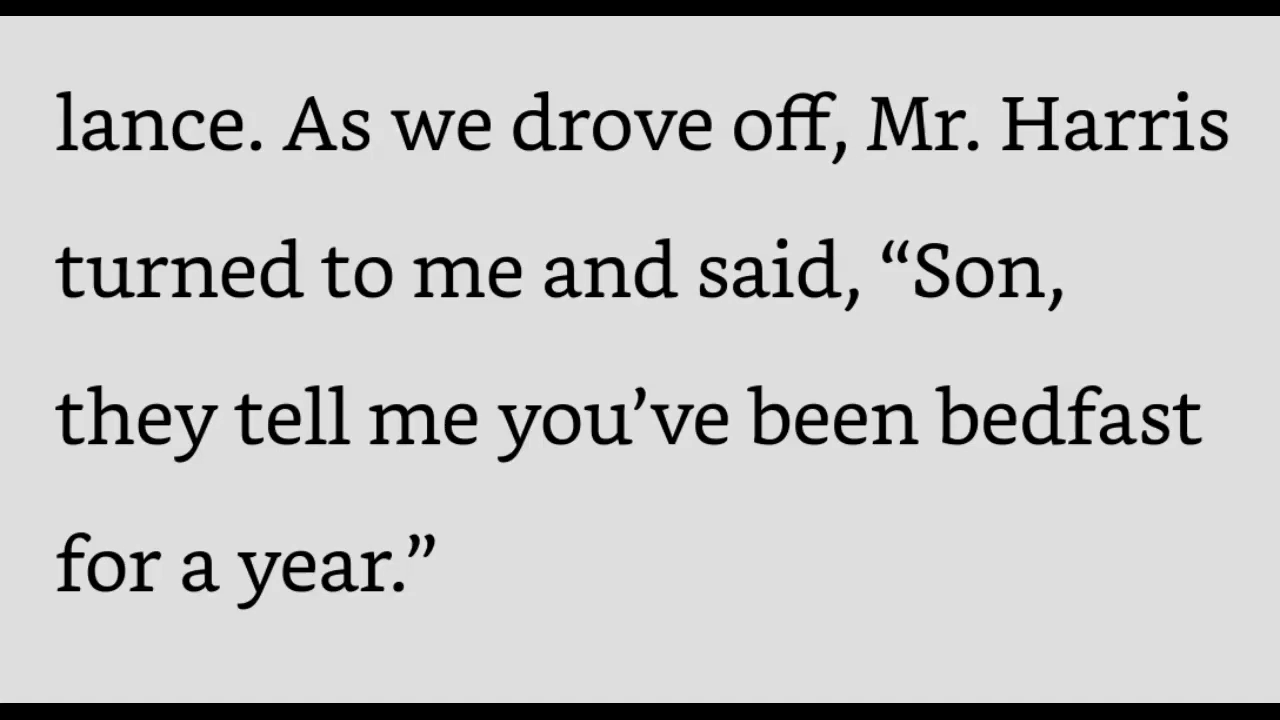 lance. As we drove off, Mr. Harris
turned to me and said, “Son,
they tell me you’ve been bedfast
for a year.”